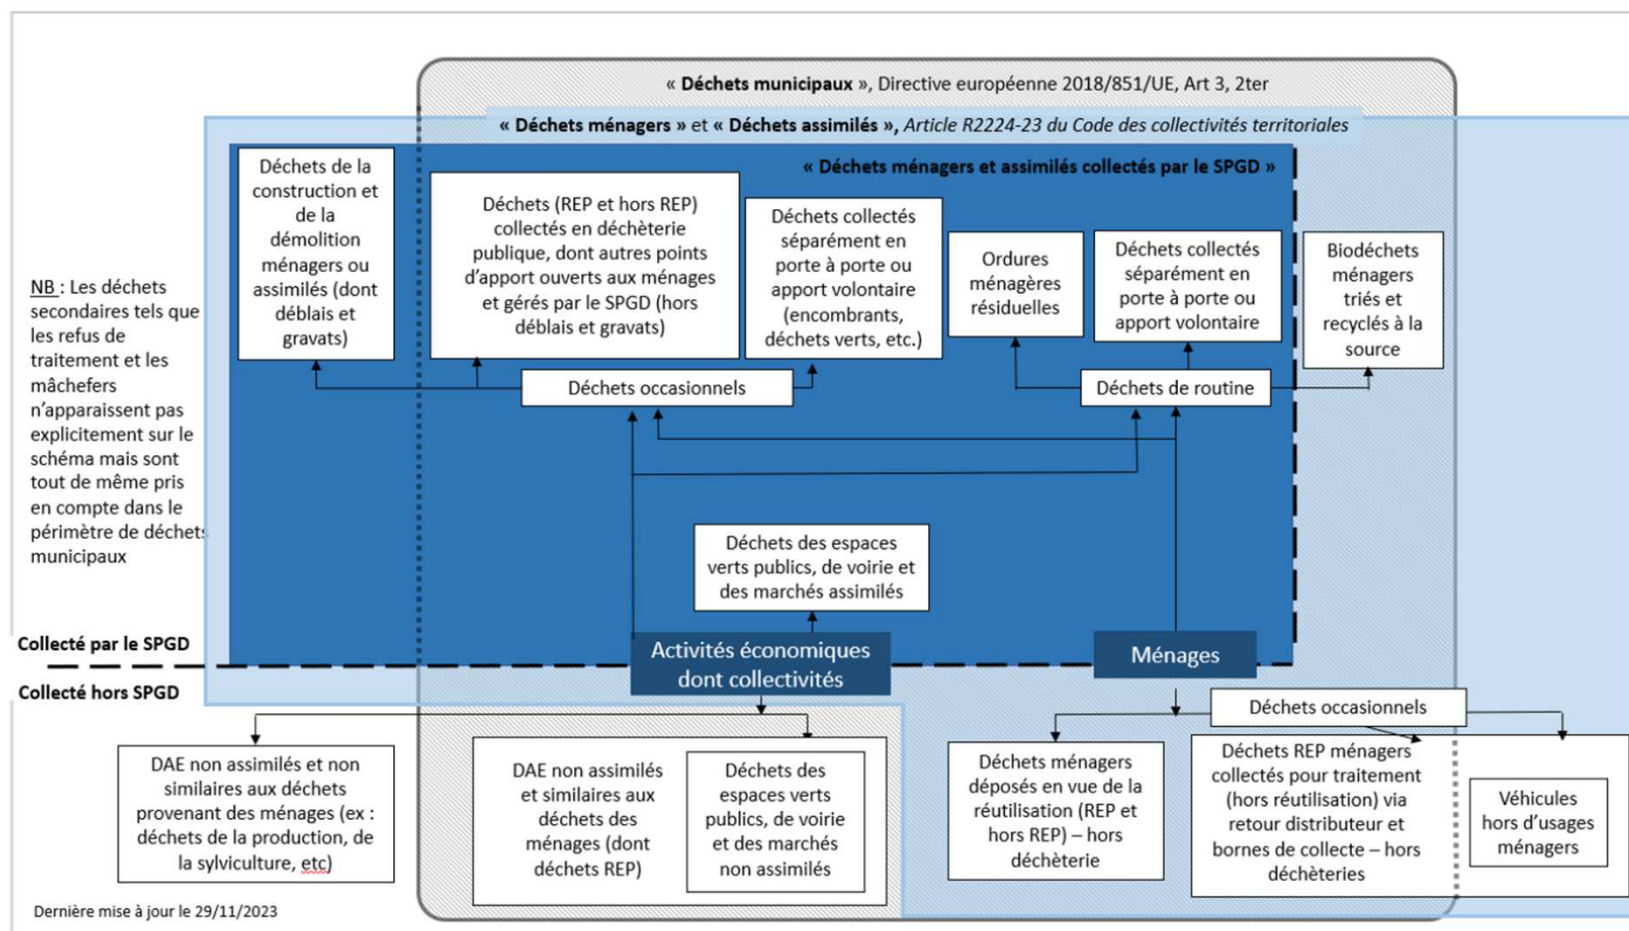 « Déchets municipaux », Directive européenne 2018/851/UE, Art 3, 2ter
« Déchets ménagers » et « Déchets assimilés », Article R2224-23 du Code des collectivités territoriales
« Déchets ménagers et assimilés collectés par le SPGD »
Déchets de la
construction et
de la
démolition
ménagers ou
assimilés (dont
déblais et
gravats)
Déchets (REP et hors REP)
collectés en déchèterie
publique, dont autres points
d’apport ouverts aux ménages
et gérés par le SPGD (hors
déblais et gravats)
Déchets collectés
séparément en
porte à porte ou
apport volontaire
(encombrants,
déchets verts, etc.)
Ordures
ménagères
résiduelles
Déchets collectés
séparément en
porte à porte ou
apport volontaire
Biodéchets
ménagers
triés et
recyclés à la
source
NB : Les déchets
secondaires tels que
les refus de
traitement et les
mâchefers
n’apparaissent pas
explicitement sur le
schéma mais sont
tout de même pris
en compte dans le
périmètre de déchets
municipaux
Déchets occasionnels
Déchets de routine
Déchets des espaces
verts publics, de voirie et
des marchés assimilés
Collecté par le SPGD
Collecté hors SPGD
Activités économiques
dont collectivités
Ménages
Déchets occasionnels
DAE non assimilés et non
similaires aux déchets
provenant des ménages (ex :
déchets de la production, de
la sylviculture, etc)
DAE non assimilés
et similaires aux
déchets des
ménages (dont
déchets REP)
Déchets des
espaces verts
publics, de voirie
et des marchés
non assimilés
Déchets ménagers
déposés en vue de la
réutilisation (REP et
hors REP) – hors
déchèterie
Déchets REP ménagers
collectés pour traitement
(hors réutilisation) via
retour distributeur et
bornes de collecte – hors
déchèteries
Véhicules
hors d’usages
ménagers
Dernière mise à jour le 29/11/2023